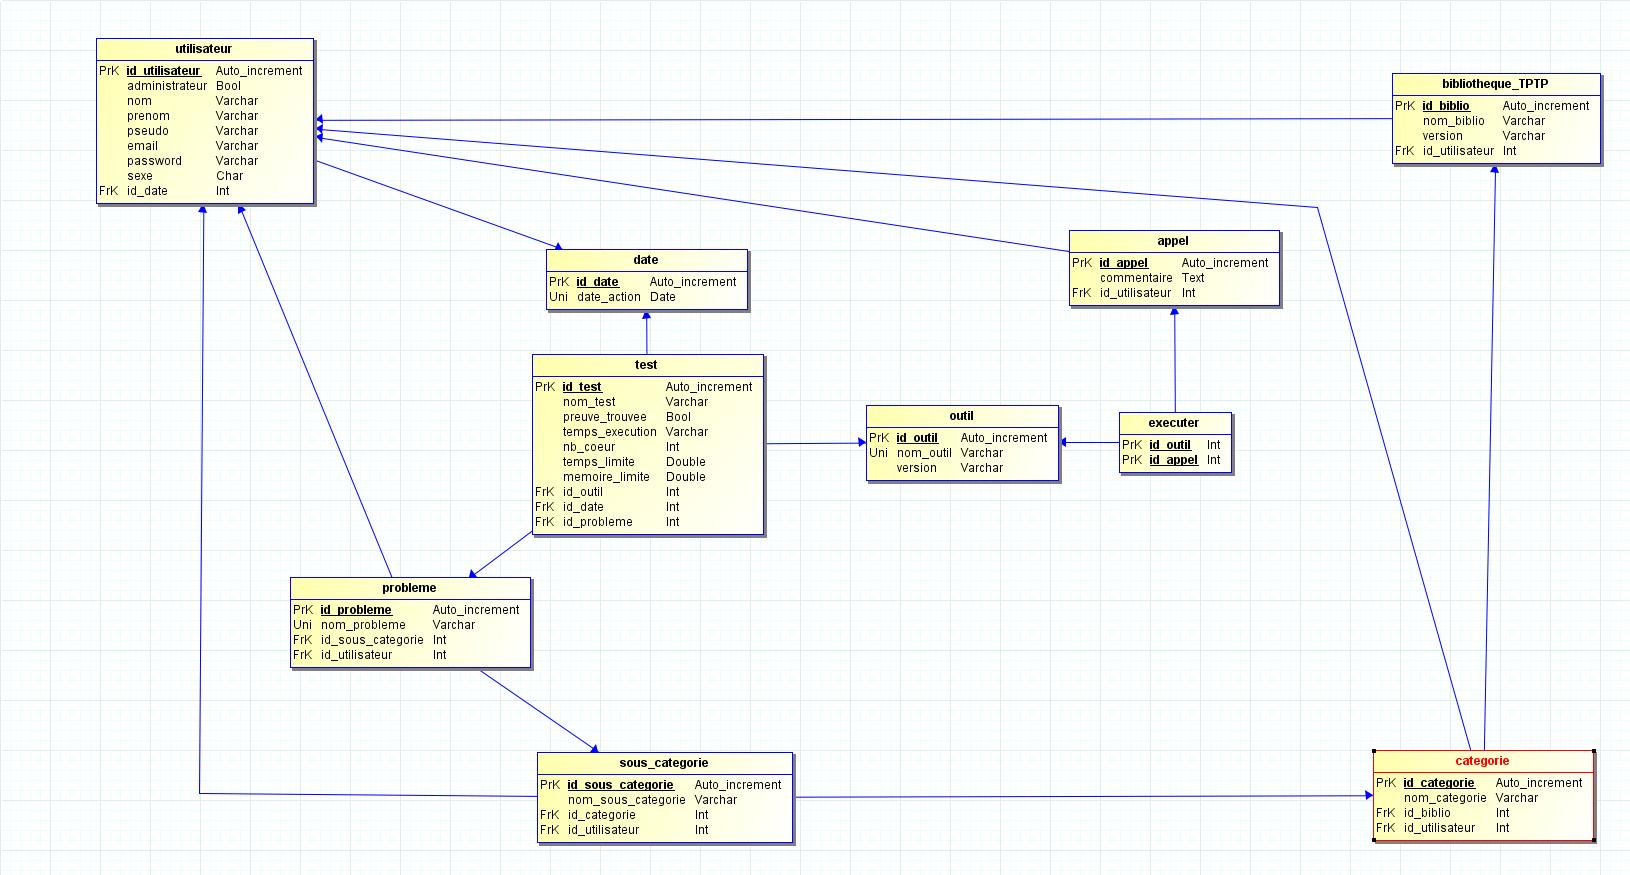 utilisateur
PrK id_utilisateur Auto_increment
administrateur Bool
nom Varchar
prenom Varchar
pseudo Varchar
email Varchar
password Varchar
sexe Char
FrK id_date Int
bibliotheque_TPTP
PrK id_biblio Auto_increment
nom_biblio Varchar
version Varchar
FrK id_utilisateur Int
appel
PrK id_appel Auto_increment
commentaire Text
FrK id_utilisateur Int
date
PrK id_date Auto_increment
Uni date_action Date
test
PrK id_test Auto_increment
nom_test Varchar
preuve_trouvee Bool
temps_execution Varchar
nb_coeur Int
temps_limite Double
memoire_limite Double
FrK id_outil Int
FrK id_date Int
FrK id_probleme Int
outil
PrK id_outil Auto_increment
Uni nom_outil Varchar
version Varchar
executer
PrK id_outil Int
PrK id_appel Int
probleme
PrK id_probleme Auto_increment
Uni nom_probleme Varchar
FrK id_sous_categorie Int
FrK id_utilisateur Int
sous_categorie
PrK id_sous_categorie Auto_increment
nom_sous_categorie Varchar
FrK id_categorie Int
FrK id_utilisateur Int
categorie
PrK id_categorie Auto_increment
nom_categorie Varchar
FrK id_biblio Int
FrK id_utilisateur Int